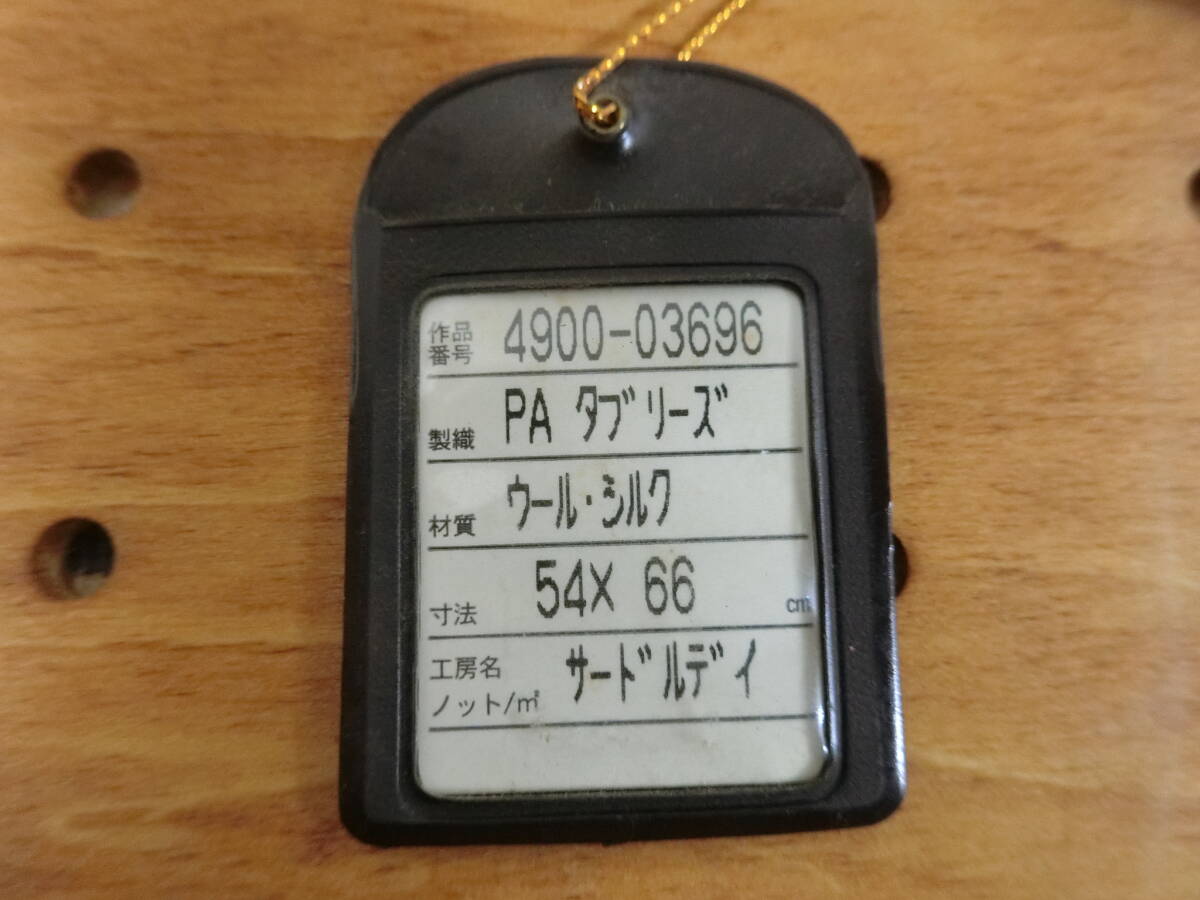 作品番号 4900-03696
製織 PA ﾀﾌﾞﾘｰｽﾞ
材質 ｳｰﾙ・ｼﾙｸ
寸法 54X 66 cm
工房名 ｻｰﾄﾞﾙﾃﾞｲ
ノット/㎡